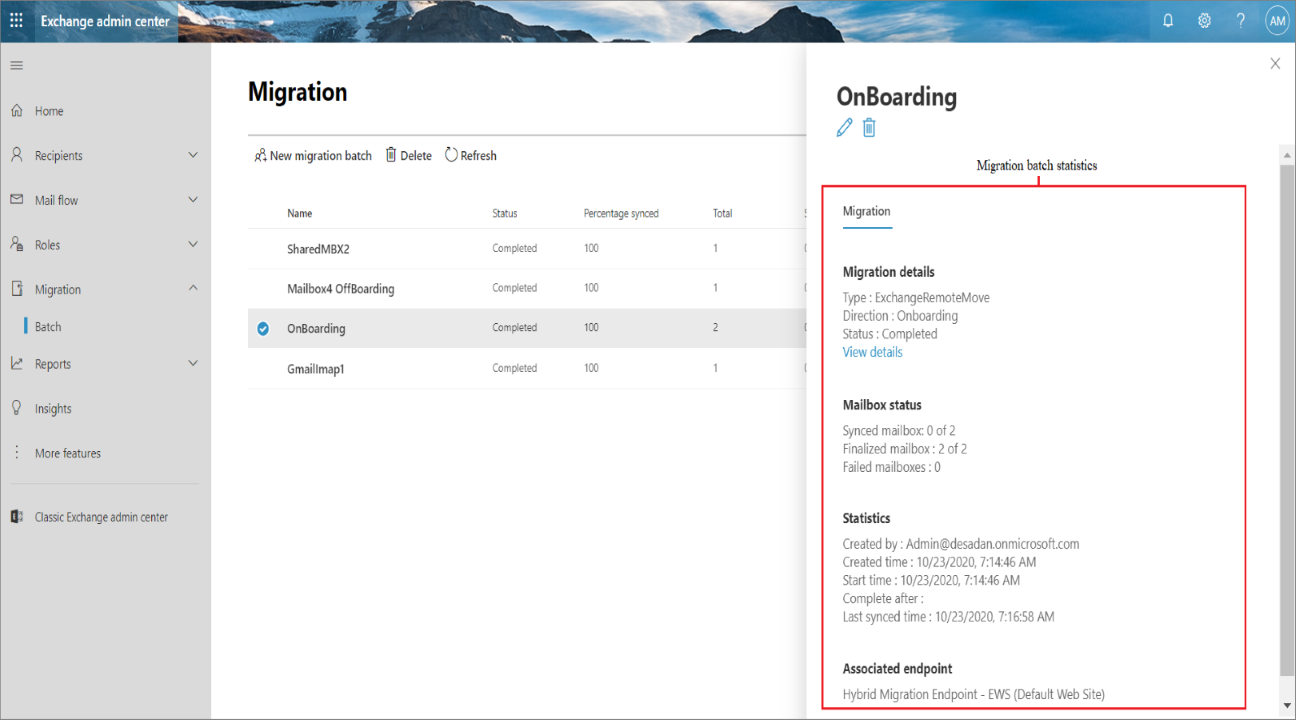 Exchange admin center
AM
Home
Recipients
Mail flow
Roles
Migration
Batch
Reports
Insights
More features
Classic Exchange admin center
Migration
New migration batch Delete Refresh
Name Status Percentage synced Total
SharedMBX2 Completed 100 1
Mailbox4 OffBoarding Completed 100 1
OnBoarding Completed 100 2
GmailImap1 Completed 100 1
OnBoarding
Migration batch statistics
Migration
Migration details
Type : ExchangeRemoteMove
Direction : Onboarding
Status : Completed
View details
Mailbox status
Synced mailbox: 0 of 2
Finalized mailbox : 2 of 2
Failed mailboxes : 0
Statistics
Created by : Admin@desadan.onmicrosoft.com
Created time : 10/23/2020, 7:14:46 AM
Start time : 10/23/2020, 7:14:46 AM
Complete after :
Last synced time : 10/23/2020, 7:16:58 AM
Associated endpoint
Hybrid Migration Endpoint - EWS (Default Web Site)